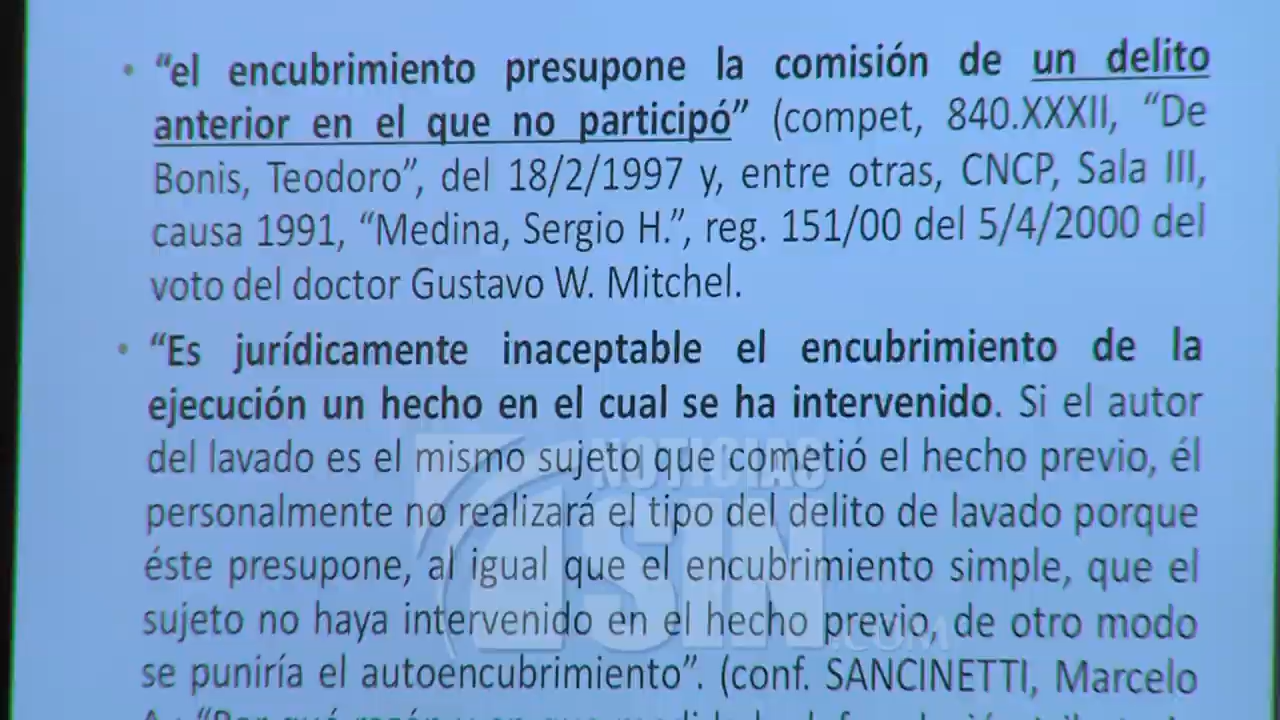 • “el encubrimiento presupone la comisión de un delito
anterior en el que no participó” (compet, 840.XXXII, “De
Bonis, Teodoro”, del 18/2/1997 y, entre otras, CNCP, Sala III,
causa 1991, “Medina, Sergio H.”, reg. 151/00 del 5/4/2000 del
voto del doctor Gustavo W. Mitchel.
• “Es jurídicamente inaceptable el encubrimiento de la
ejecución un hecho en el cual se ha intervenido. Si el autor
del lavado es el mismo sujeto que cometió el hecho previo, él
personalmente no realizará el tipo del delito de lavado porque
éste presupone, al igual que el encubrimiento simple, que el
sujeto no haya intervenido en el hecho previo, de otro modo
se puniría el autoencubrimiento”. (conf. SANCINETTI, Marcelo
NOTICIAS
SIN
.COM